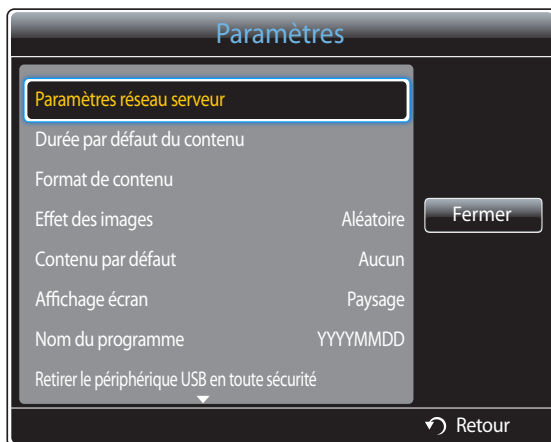 Paramètres
Paramètres réseau serveur
Durée par défaut du contenu
Format de contenu
Effet des images Aléatoire
Fermer
Contenu par défaut Aucun
Affichage écran Paysage
Nom du programme YYYYMMDD
Retirer le périphérique USB en toute sécurité
Retour